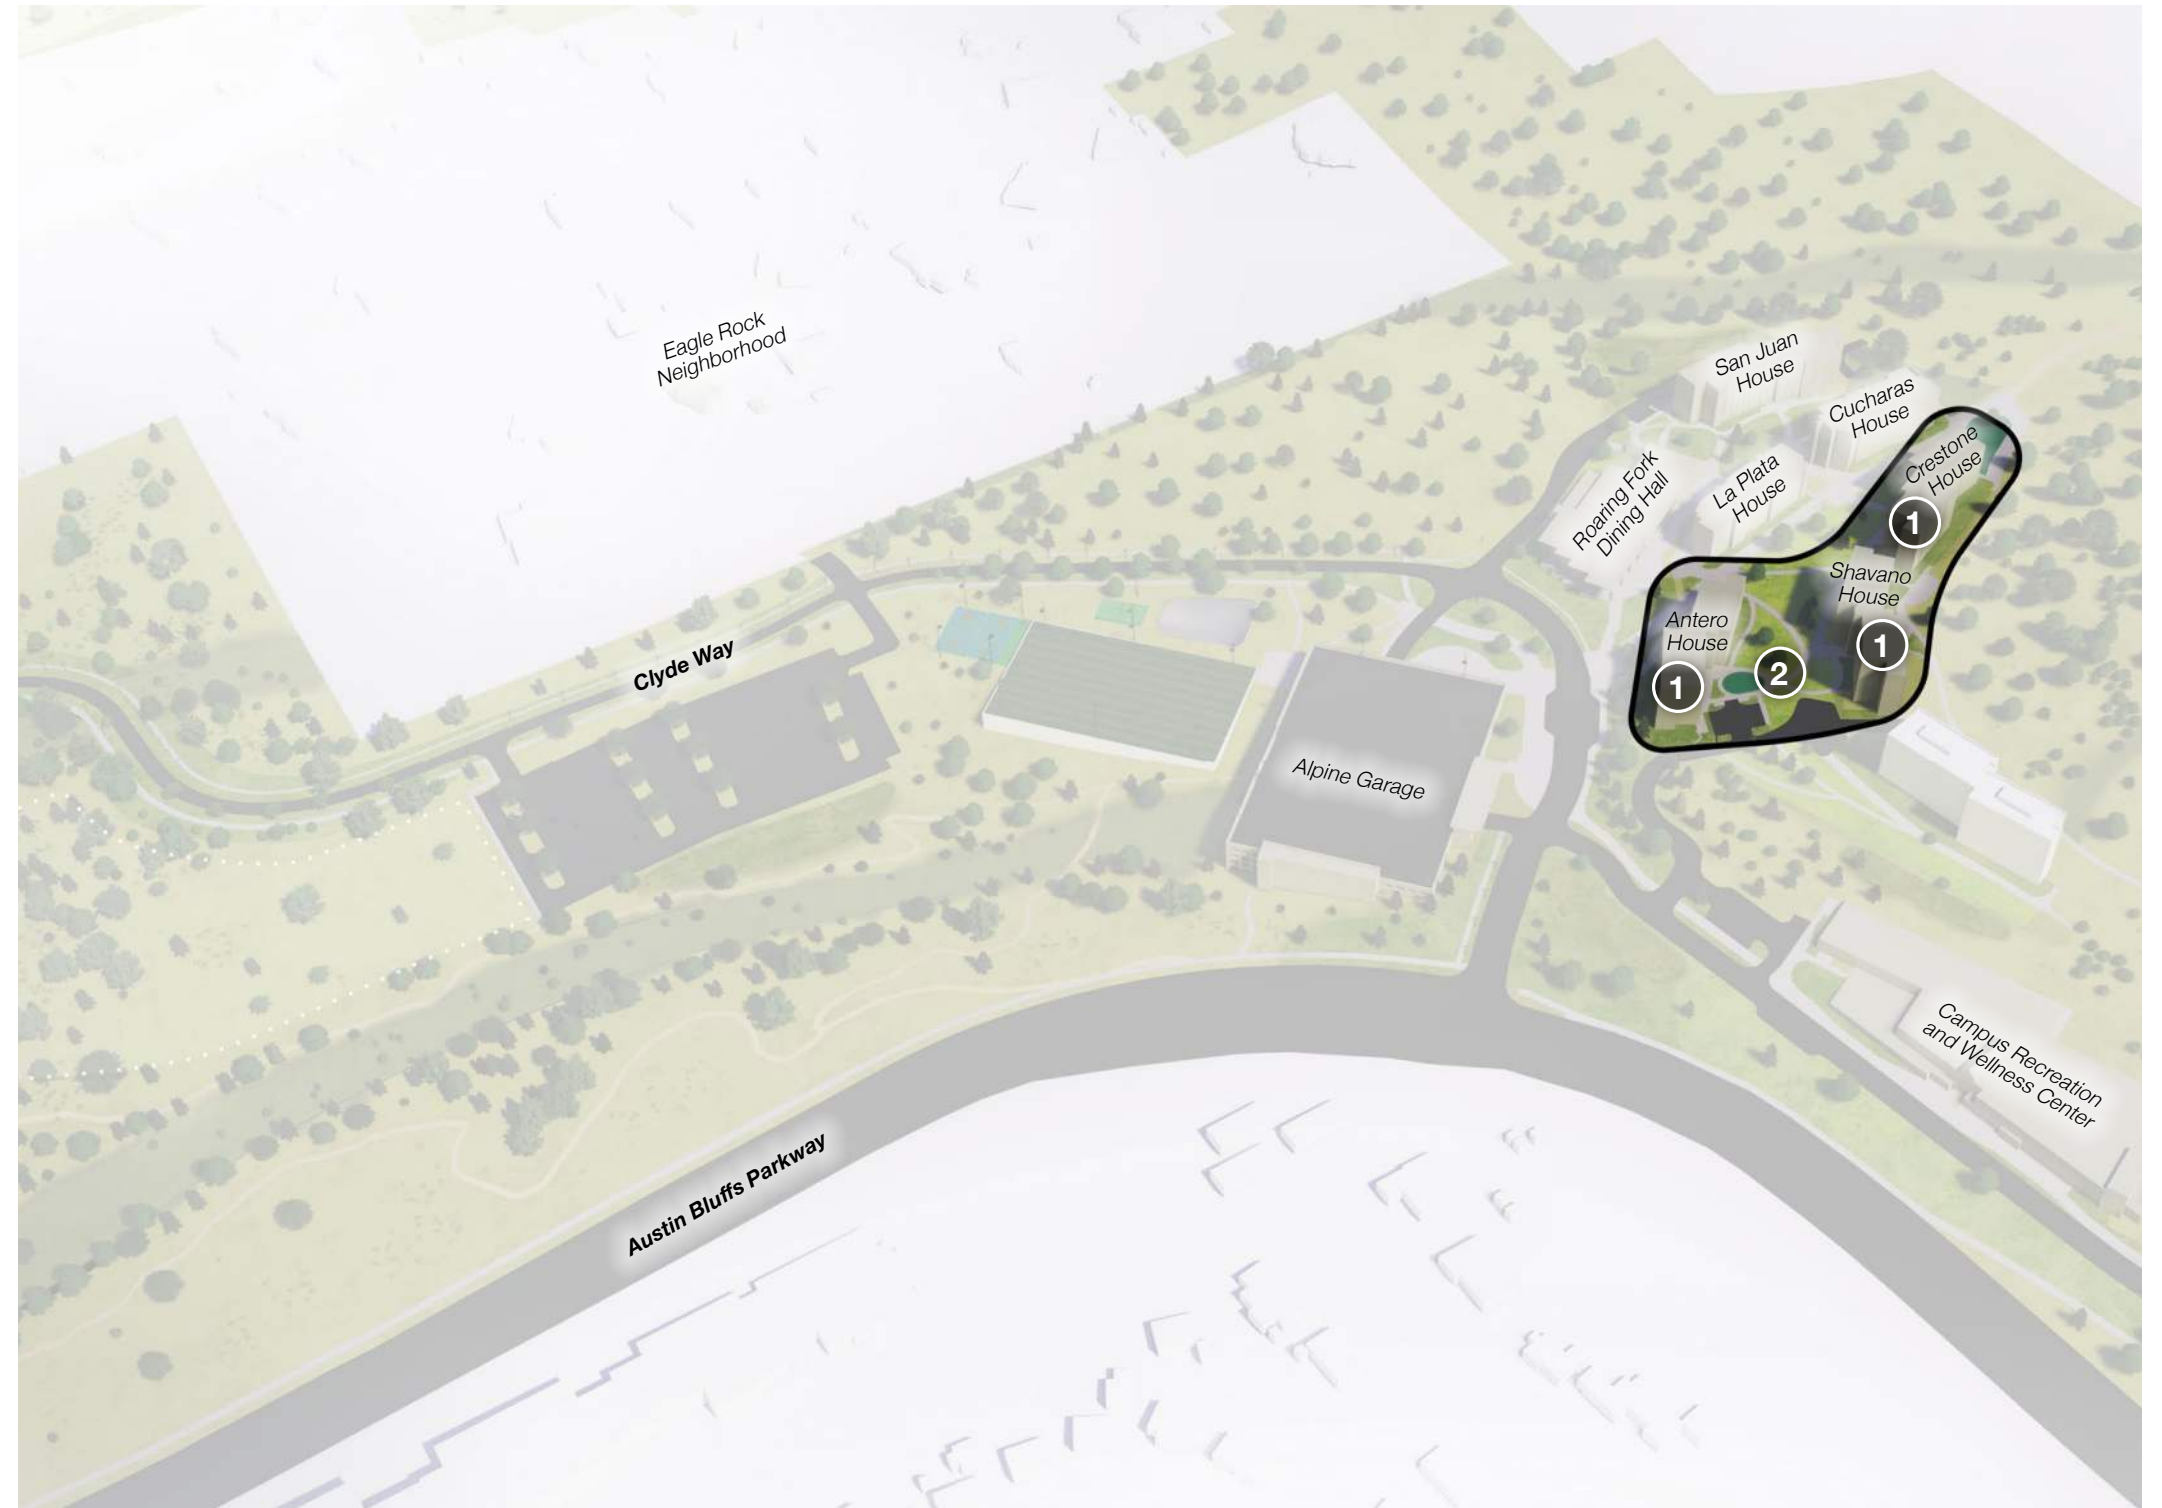 Eagle Rock
Neighborhood
San Juan
House
Cucharas
House
Crestone
House
1
Roaring Fork
Dining Hall
La Plata
House
Shavano
House
1
Antero
House
1
2
Clyde Way
Alpine Garage
Campus Recreation
and Wellness Center
Austin Bluffs Parkway